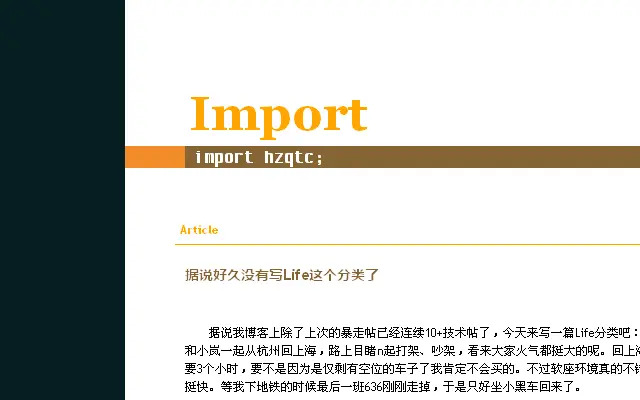 Import
import hzqtc;
Article
据说好久没有写Life这个分类了
据说我博客上除了上次的暴走帖已经连续10+技术帖了，今天来写一篇Life分类吧：
和小岚一起从杭州回上海，路上目睹n起打架、吵架，看来大家火气都挺大的呢。回上海
要3个小时，要不是因为是仅剩有空位的车子了我肯定不会买的。不过软座环境真的不错
挺快。等我下地铁的时候最后一班636刚刚走掉，于是只好坐小黑车回来了。